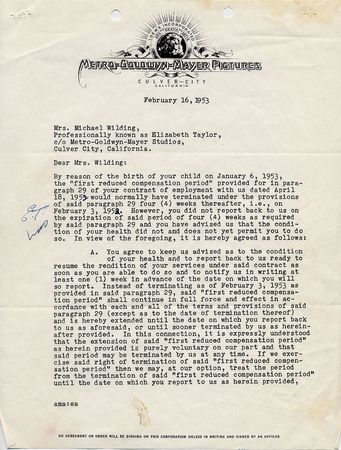 METRO-GOLDWYN-MAYER PICTURES
CULVER CITY
CALIFORNIA
February 16, 1953
Mrs. Michael Wilding,
Professionally known as Elizabeth Taylor,
c/o Metro-Goldwyn-Mayer Studios,
Culver City, California.
Dear Mrs. Wilding:
By reason of the birth of your child on January 6, 1953,
the "first reduced compensation period" provided for in para-
graph 29 of your contract of employment with us dated April
18, 1953 would normally have terminated under the provisions
of said paragraph 29 four (4) weeks thereafter, i.e., on
February 3, 1953. However, you did not report back to us on
the expiration of said period of four (4) weeks as required
by said paragraph 29 and you have advised us that the condi-
tion of your health did not and does not yet permit you to do
so. In view of the foregoing, it is hereby agreed as follows:
A. You agree to keep us advised as to the condition
of your health and to report back to us ready to
resume the rendition of your services under said contract as
soon as you are able to do so and to notify us in writing at
least one (1) week in advance of the date on which you will
so report. Instead of terminating as of February 3, 1953 as
provided in said paragraph 29, said "first reduced compensa-
tion period" shall continue in full force and effect in ac-
cordance with each and all of the terms and provisions of said
paragraph 29 (except as to the date of termination thereof)
and is hereby extended until the date on which you report back
to us as aforesaid, or until sooner terminated by us as herein-
after provided. In this connection, it is expressly understood
that the extension of said "first reduced compensation period"
as herein provided is purely voluntary on our part and that
said period may be terminated by us at any time. If we exer-
cise said right of termination of said "first reduced compen-
sation period" then we may, at our option, treat the period
from the termination of said "first reduced compensation period"
until the date on which you report to us as herein provided,
ama:ea
NO AGREEMENT OR ORDER WILL BE BINDING ON THIS CORPORATION UNLESS IN WRITING AND SIGNED BY AN OFFICER